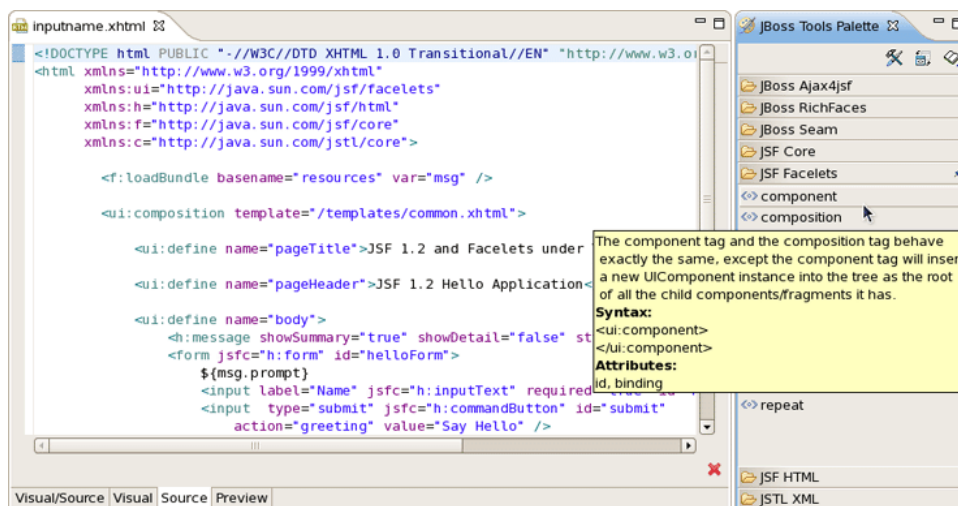 inputname.xhtml
<!DOCTYPE html PUBLIC "-//W3C//DTD XHTML 1.0 Transitional//EN" "http://www.w3.or
<html xmlns="http://www.w3.org/1999/xhtml"
xmlns:ui="http://java.sun.com/jsf/facelets"
xmlns:h="http://java.sun.com/jsf/html"
xmlns:f="http://java.sun.com/jsf/core"
xmlns:c="http://java.sun.com/jstl/core">
<f:loadBundle basename="resources" var="msg" />
<ui:composition template="/templates/common.xhtml">
<ui:define name="pageTitle">JSF 1.2 and Facelets under
<ui:define name="pageHeader">JSF 1.2 Hello Application<
<ui:define name="body">
<h:message showSummary="true" showDetail="false" st
<form jsfc="h:form" id="helloForm">
${msg.prompt}
<input label="Name" jsfc="h:inputText" required
<input  type="submit" jsfc="h:commandButton" id="submit"
action="greeting" value="Say Hello" />
Visual/Source Visual Source Preview
JBoss Tools Palette
JBoss Ajax4jsf
JBoss RichFaces
JBoss Seam
JSF Core
JSF Facelets
component
composition
The component tag and the composition tag behave
exactly the same, except the component tag will inser
a new UIComponent instance into the tree as the root
of all the child components/fragments it has.
Syntax:
<ui:component>
</ui:component>
Attributes:
id, binding
repeat
JSF HTML
JSTL XML